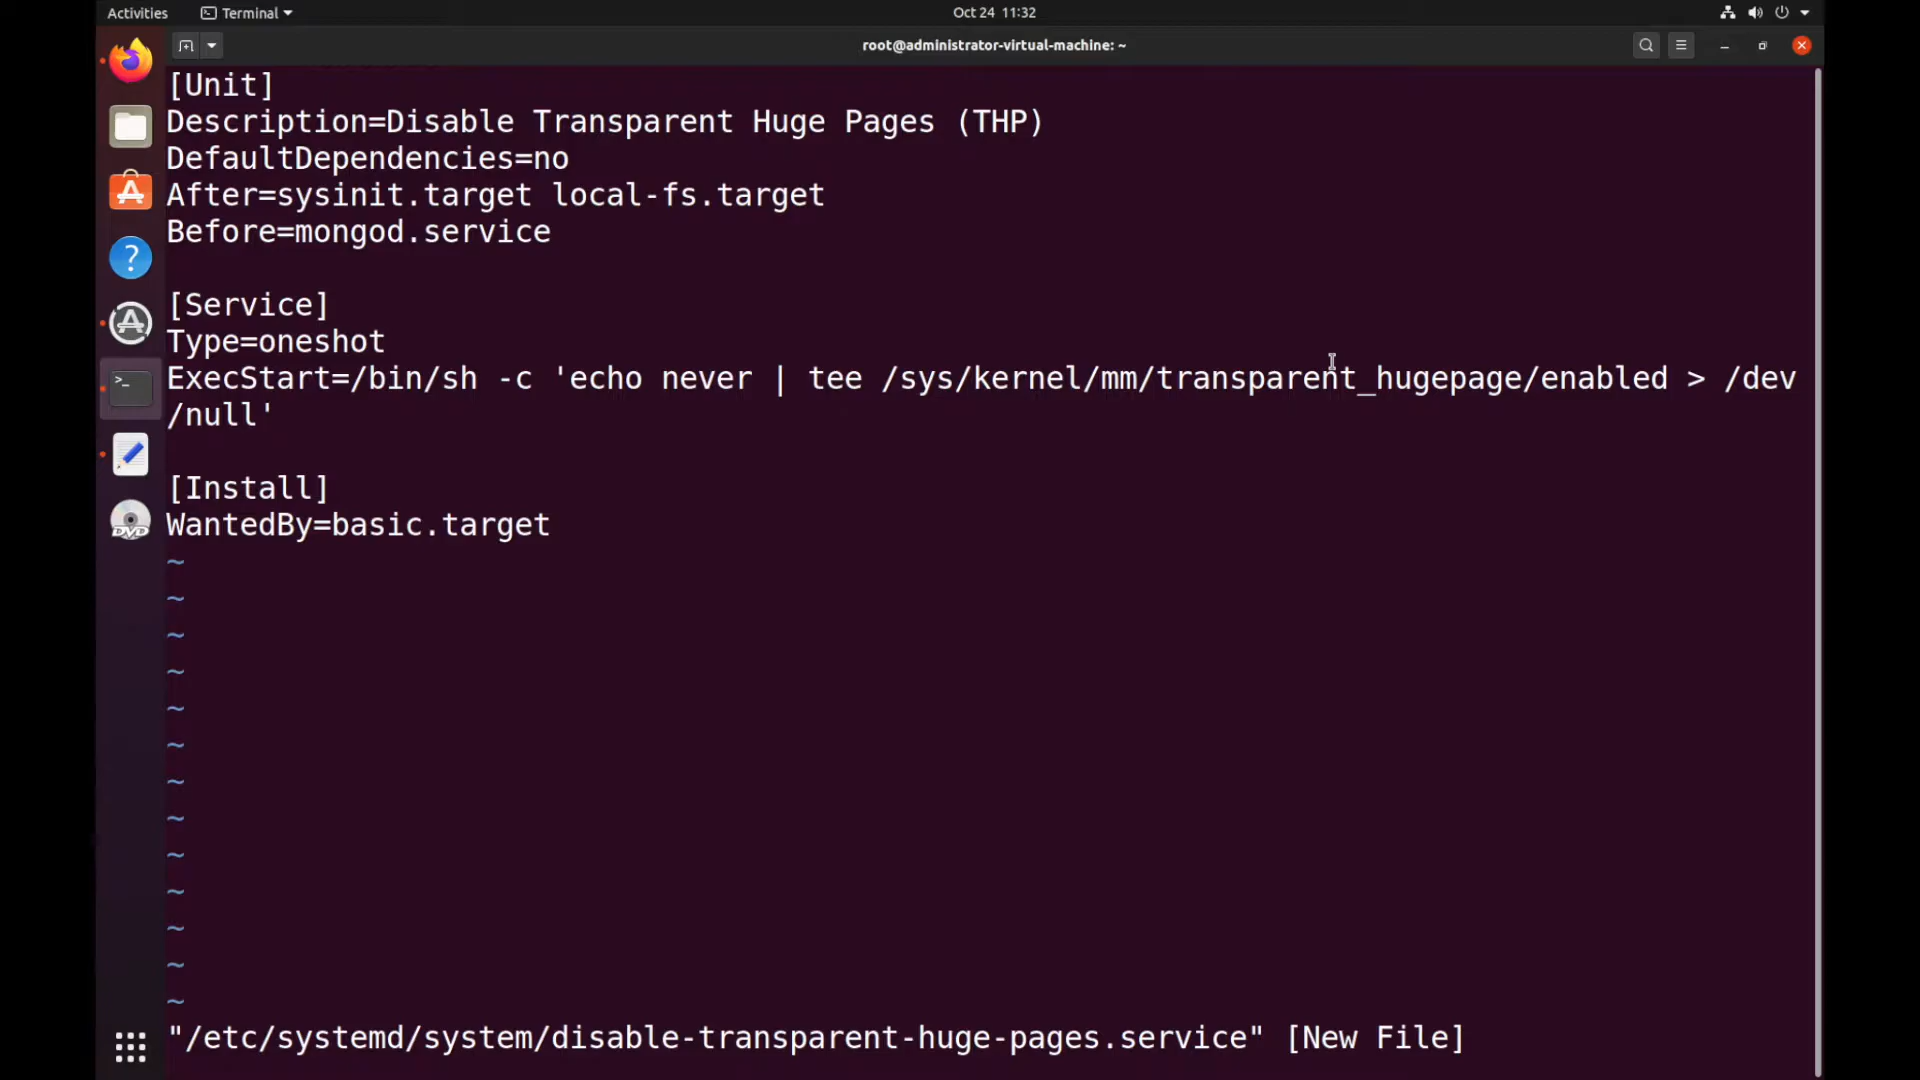 Activities
Terminal
Oct 24 11:32
root@administrator-virtual-machine: ~
[Unit]
Description=Disable Transparent Huge Pages (THP)
DefaultDependencies=no
After=sysinit.target local-fs.target
Before=mongod.service
[Service]
Type=oneshot
ExecStart=/bin/sh -c 'echo never | tee /sys/kernel/mm/transparent_hugepage/enabled > /dev
/null'
[Install]
WantedBy=basic.target
~
~
~
~
~
~
~
~
~
~
~
~
~
"/etc/systemd/system/disable-transparent-huge-pages.service" [New File]
DVD